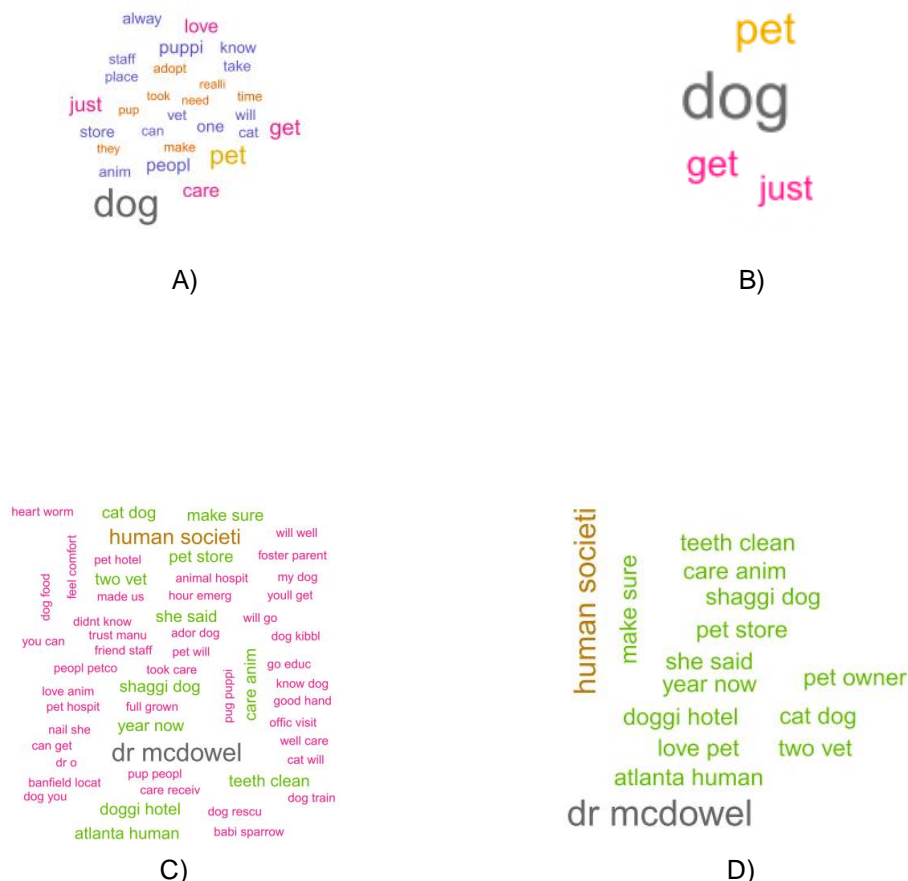 alway
love
puppi know
staff
adopt
take
place
realli
took need time
just
pup
vet
will
store can one cat get
they make
anim peopl pet
care
dog
A)
pet
dog
get
just
B)
heart worm cat dog make sure
human societi will well
pet hotel pet store foster parent
feel comfort
dog food
two vet animal hospit my dog
made us hour emerg youll get
she said will go
didnt know
you can trust manu ador dog dog kibbl
friend staff pet will
peopl petco took care go educ
care anim
pug puppi
love anim shaggi dog know dog
pet hospit full grown good hand
nail she year now offic visit
can get dr mcdowel well care
dr o cat will
banfield locat pup peopl teeth clean
dog you care receiv dog train
doggi hotel dog rescu
atlanta human babi sparrow
C)
human societi
make sure
teeth clean
care anim
shaggi dog
pet store
she said
year now pet owner
doggi hotel cat dog
love pet two vet
atlanta human
dr mcdowel
D)